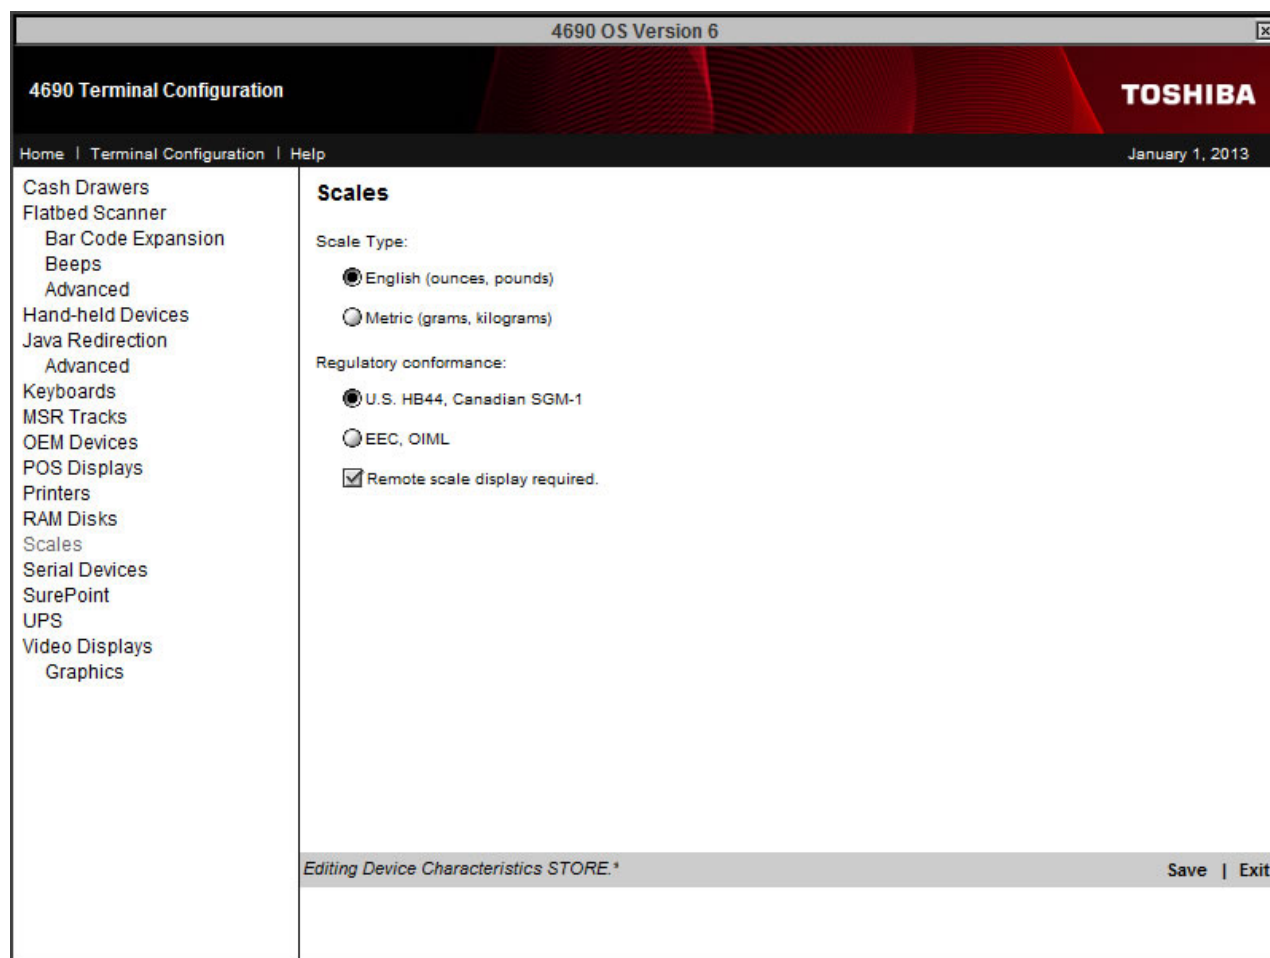 4690 OS Version 6
4690 Terminal Configuration
TOSHIBA
Home | Terminal Configuration | Help
January 1, 2013
Cash Drawers
Flatbed Scanner
Bar Code Expansion
Beeps
Advanced
Hand-held Devices
Java Redirection
Advanced
Keyboards
MSR Tracks
OEM Devices
POS Displays
Printers
RAM Disks
Scales
Serial Devices
SurePoint
UPS
Video Displays
Graphics
Scales
Scale Type:
English (ounces, pounds)
Metric (grams, kilograms)
Regulatory conformance:
U.S. HB44, Canadian SGM-1
EEC, OIML
Remote scale display required.
Editing Device Characteristics STORE.*
Save | Exit